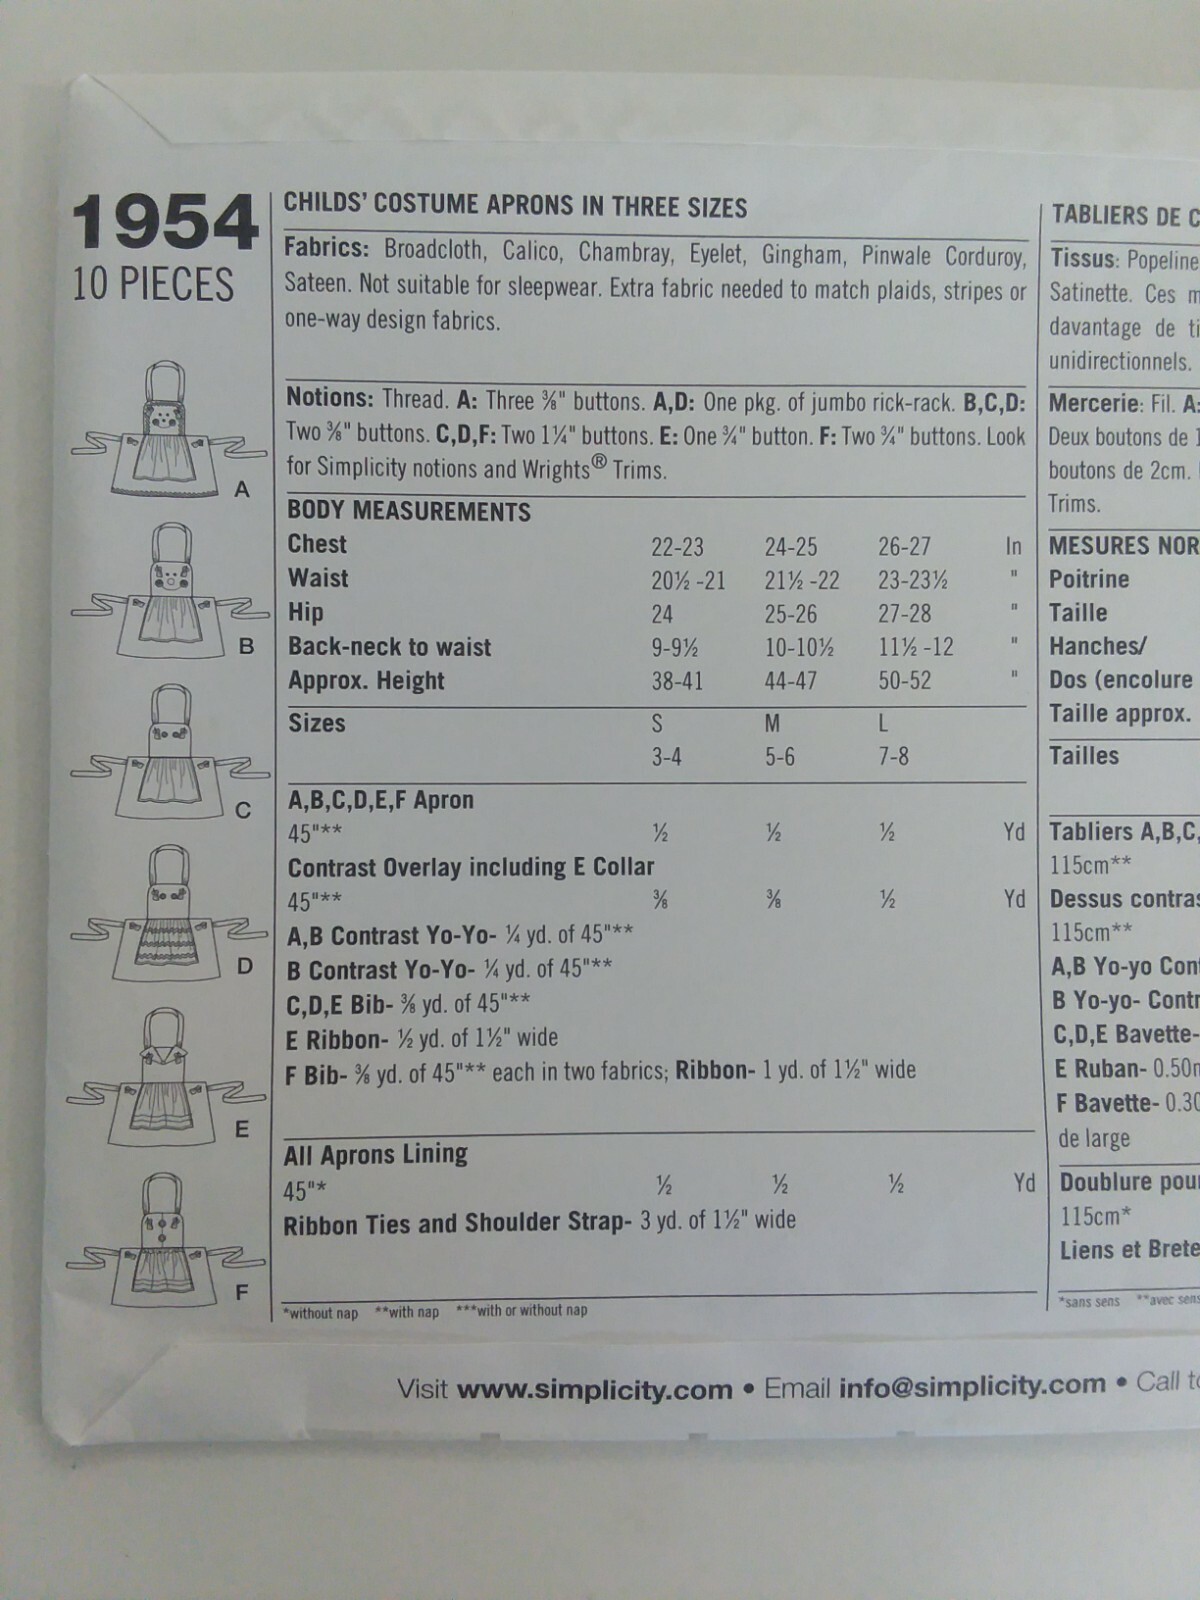 1954
10 PIECES
A
B
C
D
E
F
CHILDS' COSTUME APRONS IN THREE SIZES
Fabrics: Broadcloth, Calico, Chambray, Eyelet, Gingham, Pinwale Corduroy,
Sateen. Not suitable for sleepwear. Extra fabric needed to match plaids, stripes or
one-way design fabrics.
Notions: Thread. A: Three ⅜" buttons. A,D: One pkg. of jumbo rick-rack. B,C,D:
Two ⅜" buttons. C,D,F: Two 1¼" buttons. E: One ¾" button. F: Two ¾" buttons. Look
for Simplicity notions and Wrights® Trims.
BODY MEASUREMENTS
Chest 22-23 24-25 26-27 In
Waist 20½ -21 21½ -22 23-23½ "
Hip 24 25-26 27-28 "
Back-neck to waist 9-9½ 10-10½ 11½ -12 "
Approx. Height 38-41 44-47 50-52 "
Sizes S M L
3-4 5-6 7-8
A,B,C,D,E,F Apron
45"** ½ ½ ½ Yd
Contrast Overlay including E Collar
45"** ⅜ ⅜ ½ Yd
A,B Contrast Yo-Yo- ¼ yd. of 45"**
B Contrast Yo-Yo- ¼ yd. of 45"**
C,D,E Bib- ⅜ yd. of 45"**
E Ribbon- ½ yd. of 1½" wide
F Bib- ⅜ yd. of 45"** each in two fabrics; Ribbon- 1 yd. of 1½" wide
All Aprons Lining
45"* ½ ½ ½ Yd
Ribbon Ties and Shoulder Strap- 3 yd. of 1½" wide
*without nap **with nap ***with or without nap
TABLIERS DE C
Tissus: Popeline
Satinette. Ces m
davantage de ti
unidirectionnels.
Mercerie: Fil. A:
Deux boutons de 1
boutons de 2cm.
Trims.
MESURES NOR
Poitrine
Taille
Hanches/
Dos (encolure
Taille approx.
Tailles
Tabliers A,B,C,
115cm**
Dessus contras
115cm**
A,B Yo-yo Con
B Yo-yo- Contr
C,D,E Bavette-
E Ruban- 0.50m
F Bavette- 0.30
de large
Doublure pour
115cm*
Liens et Brete
*sans sens **avec sens
Visit www.simplicity.com • Email info@simplicity.com • Call to